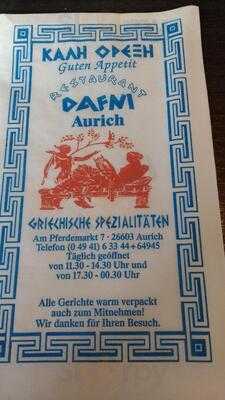 ΚΑΛΗ ΟΡΕΞΗ
Guten Appetit
RESTAURANT
DAFNI
Aurich
GRIECHISCHE SPEZIALITÄTEN
Am Pferdemarkt 7 · 26603 Aurich
Telefon (0 49 41) 6 33 44 + 64945
Täglich geöffnet
von 11.30 - 14.30 Uhr und
von 17.30 - 00.30 Uhr
Alle Gerichte warm verpackt
auch zum Mitnehmen!
Wir danken für Ihren Besuch.